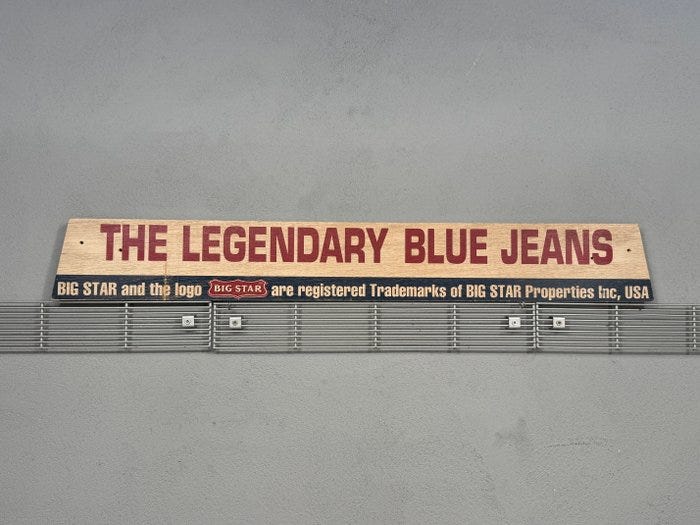 THE LEGENDARY BLUE JEANS
BIG STAR and the logo BIG STAR are registered Trademarks of BIG STAR Properties Inc, USA